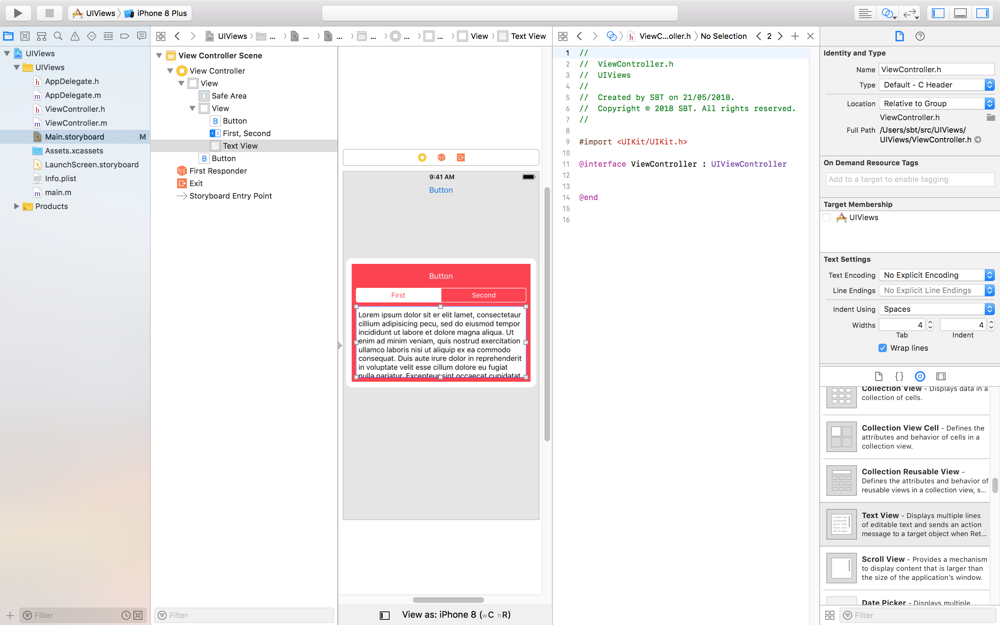 UIViews
iPhone 8 Plus
UIViews
...
...
...
...
...
...
View
Text View
ViewC...oller.h
No Selection
2
UIViews
UIViews
AppDelegate.h
AppDelegate.m
ViewController.h
ViewController.m
Main.storyboard
M
Assets.xcassets
LaunchScreen.storyboard
Info.plist
main.m
Products
Filter
View Controller Scene
View Controller
View
Safe Area
View
B Button
1 2 First, Second
Text View
B Button
First Responder
Exit
Storyboard Entry Point
Filter
9:41 AM
Button
Button
First
Second
Lorem ipsum dolor sit er elit lamet, consectetaur
cillium adipisicing pecu, sed do eiusmod tempor
incididunt ut labore et dolore magna aliqua. Ut
enim ad minim veniam, quis nostrud exercitation
ullamco laboris nisi ut aliquip ex ea commodo
consequat. Duis aute irure dolor in reprehenderit
in voluptate velit esse cillum dolore eu fugiat
nulla pariatur. Excepteur sint occaecat cupidatat
View as: iPhone 8 (wC hR)
1 //
2 //  ViewController.h
3 //  UIViews
4 //
5 //  Created by SBT on 21/05/2018.
6 //  Copyright © 2018 SBT. All rights reserved.
7 //
8
9 #import <UIKit/UIKit.h>
10
11 @interface ViewController : UIViewController
12
13
14 @end
15
16
Identity and Type
Name ViewController.h
Type Default - C Header
Location Relative to Group
ViewController.h
Full Path /Users/sbt/src/UIViews/
UIViews/ViewController.h
On Demand Resource Tags
Add to a target to enable tagging
Target Membership
UIViews
Text Settings
Text Encoding No Explicit Encoding
Line Endings No Explicit Line Endings
Indent Using Spaces
Widths 4 4
Tab Indent
Wrap lines
{}
Collection View - Displays data in a
collection of cells.
Collection View Cell - Defines the
attributes and behavior of cells in a
collection view.
Collection Reusable View -
Defines the attributes and behavior of
reusable views in a collection view, s...
Text View - Displays multiple lines
of editable text and sends an action
message to a target object when Ret...
Scroll View - Provides a mechanism
to display content that is larger than
the size of the application's window.
Date Picker - Displays multiple
Filter